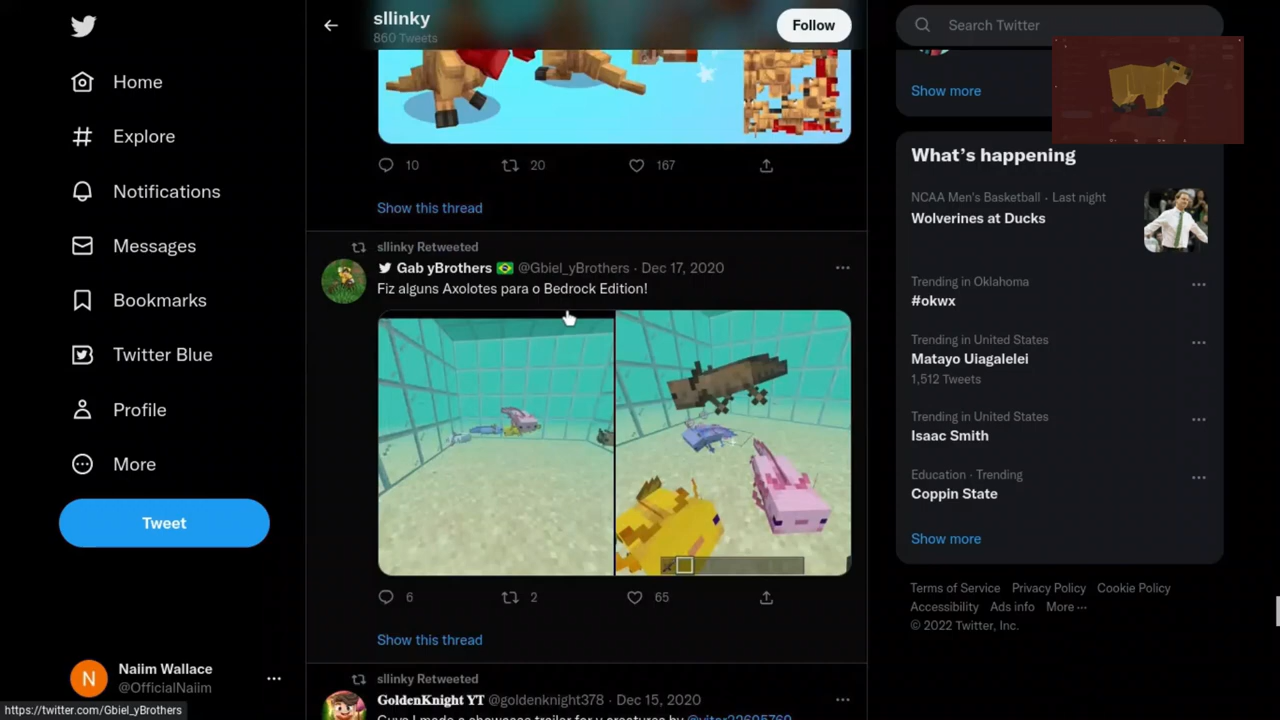 Home
Explore
Notifications
Messages
Bookmarks
Twitter Blue
Profile
More
Tweet
N
Naiim Wallace
@OfficialNaiim
https://twitter.com/Gbiel_yBrothers
sllinky
860 Tweets
Follow
10
20
167
Show this thread
sllinky Retweeted
Gab yBrothers 🇧🇷 @Gbiel_yBrothers · Dec 17, 2020
Fiz alguns Axolotes para o Bedrock Edition!
6
2
65
Show this thread
sllinky Retweeted
GoldenKnight YT @goldenknight378 · Dec 15, 2020
Search Twitter
Show more
What's happening
NCAA Men's Basketball · Last night
Wolverines at Ducks
Trending in Oklahoma
#okwx
Trending in United States
Matayo Uiagalelei
1,512 Tweets
Trending in United States
Isaac Smith
Education · Trending
Coppin State
Show more
Terms of Service Privacy Policy Cookie Policy
Accessibility Ads info More ···
© 2022 Twitter, Inc.